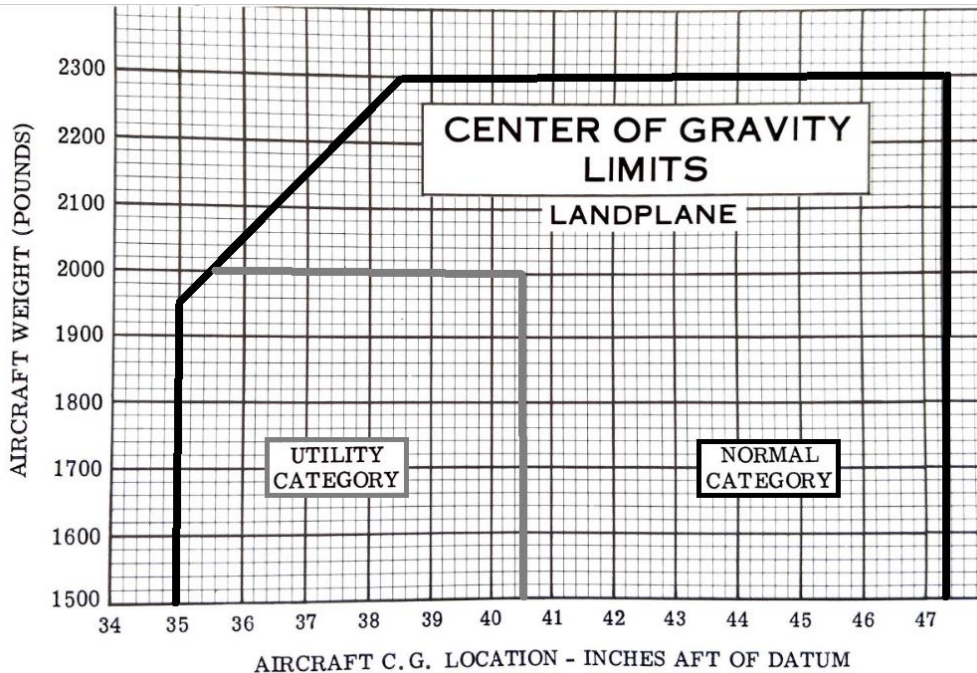 2300
2200
2100
2000
1900
1800
1700
1600
1500
AIRCRAFT WEIGHT (POUNDS)
CENTER OF GRAVITY
LIMITS
LANDPLANE
UTILITY
CATEGORY
NORMAL
CATEGORY
34 35 36 37 38 39 40 41 42 43 44 45 46 47
AIRCRAFT C.G. LOCATION - INCHES AFT OF DATUM